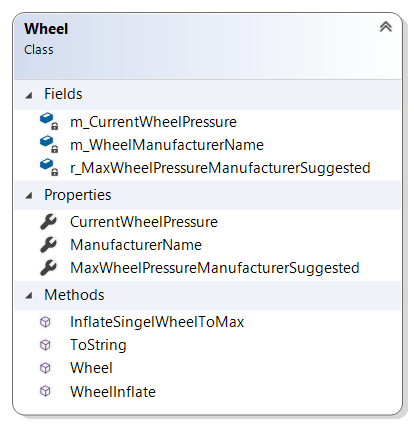 Wheel
Class
Fields
m_CurrentWheelPressure
m_WheelManufacturerName
r_MaxWheelPressureManufacturerSuggested
Properties
CurrentWheelPressure
ManufacturerName
MaxWheelPressureManufacturerSuggested
Methods
InflateSingelWheelToMax
ToString
Wheel
WheelInflate